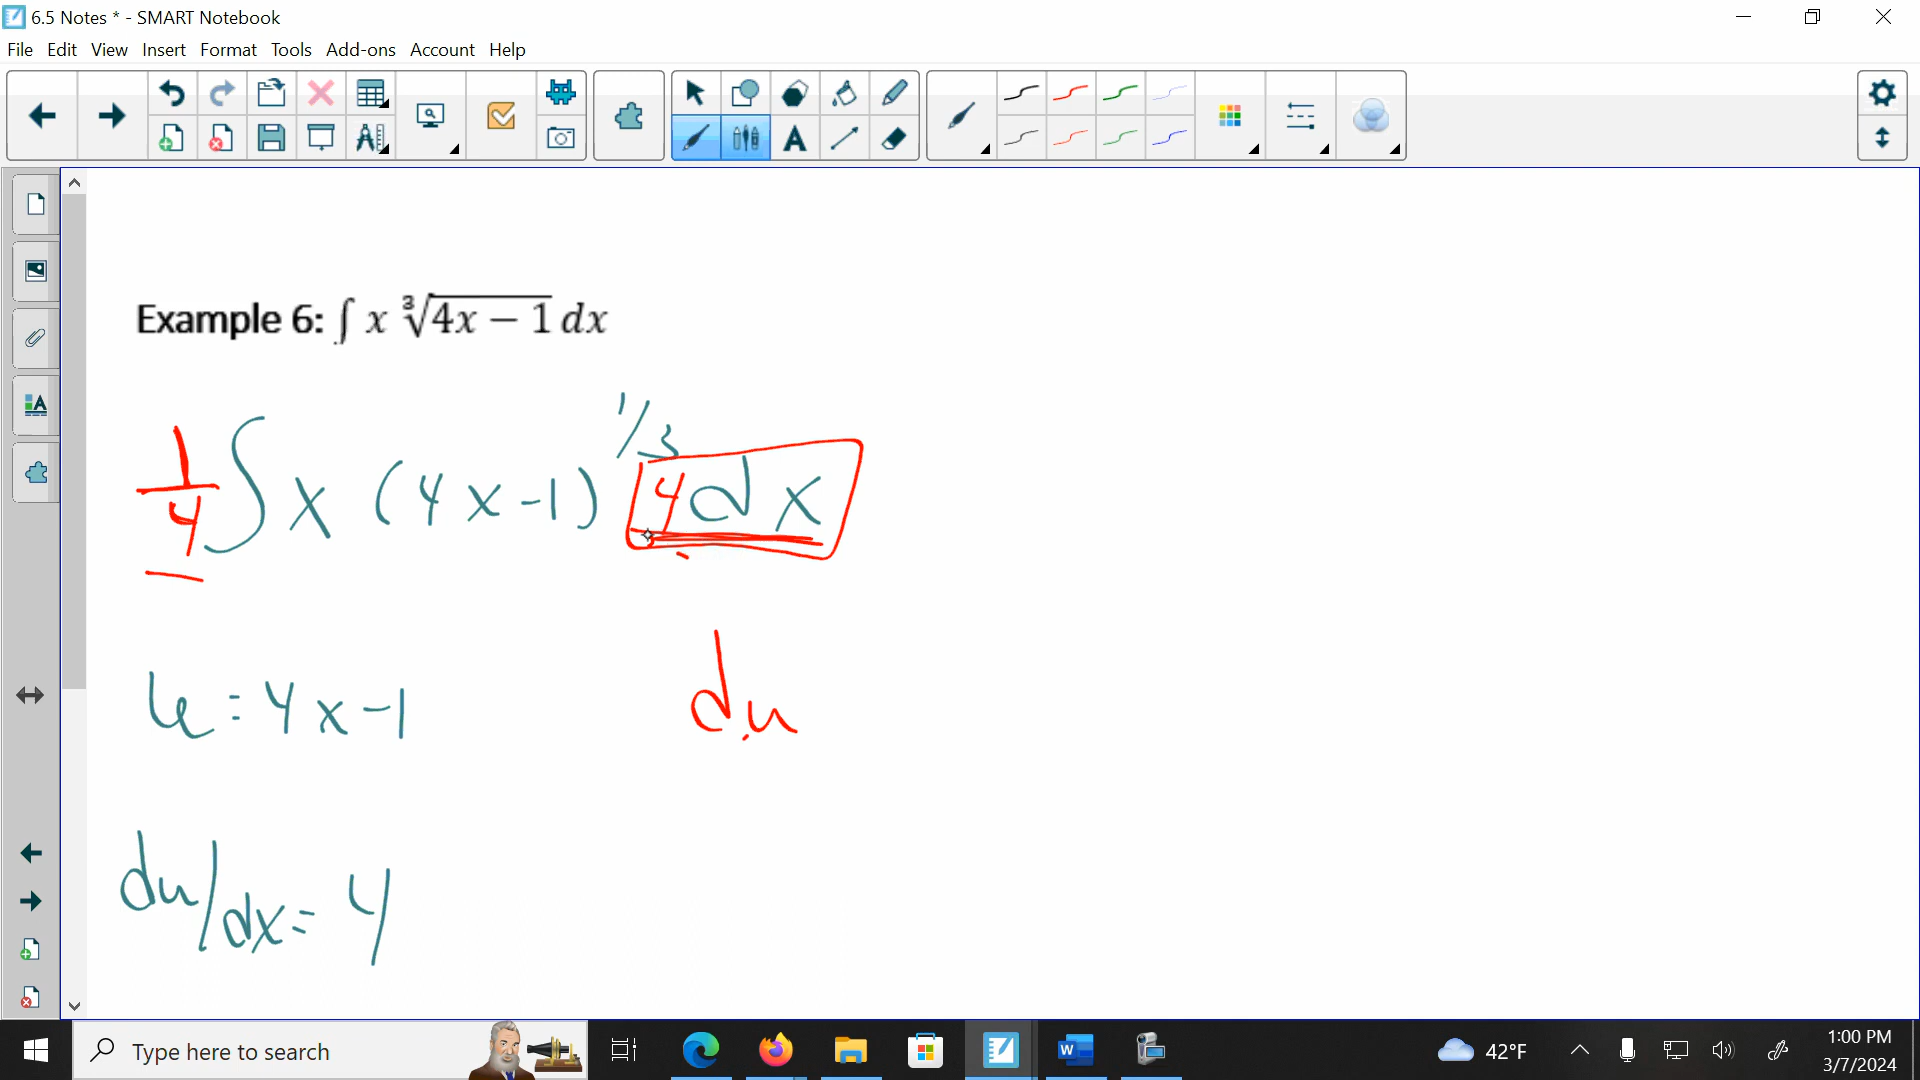 6.5 Notes * - SMART Notebook
File Edit View Insert Format Tools Add-ons Account Help
Example 6: ∫ x ∛(4x − 1) dx
1/4 ∫ x (4x-1)^1/3 4dx
u = 4x-1
du
du/dx = 4
Type here to search
42°F
1:00 PM
3/7/2024